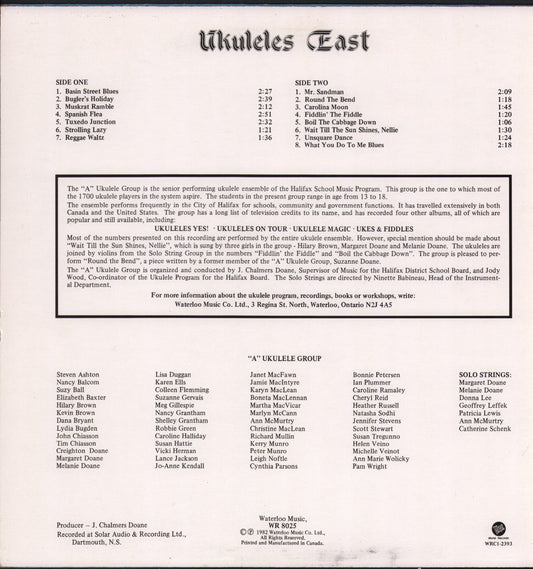 Ukuleles East
SIDE ONE
1. Basin Street Blues 2:27
2. Bugler's Holiday 2:39
3. Muskrat Ramble 2:12
4. Spanish Flea 2:51
5. Tuxedo Junction 2:32
6. Strolling Lazy 1:21
7. Reggae Waltz 1:36
SIDE TWO
1. Mr. Sandman 2:09
2. Round The Bend 1:18
3. Carolina Moon 1:45
4. Fiddlin' The Fiddle 1:20
5. Boil The Cabbage Down 1:06
6. Wait Till The Sun Shines, Nellie 1:30
7. Unsquare Dance 1:24
8. What You Do To Me Blues 2:18
The "A" Ukulele Group is the senior performing ukulele ensemble of the Halifax School Music Program. This group is the one to which most of
the 1700 ukulele players in the system aspire. The students in the present group range in age from 13 to 18.
The ensemble performs frequently in the City of Halifax for schools, community and government functions. It has travelled extensively in both
Canada and the United States. The group has a long list of television credits to its name, and has recorded four other albums, all of which are
popular and still available, including:
UKULELES YES! · UKULELES ON TOUR · UKULELE MAGIC · UKES & FIDDLES
Most of the numbers presented on this recording are performed by the entire ukulele ensemble. However, special mention should be made about
"Wait Till the Sun Shines, Nellie", which is sung by three girls in the group - Hilary Brown, Margaret Doane and Melanie Doane. The ukuleles are
joined by violins from the Solo String Group in the numbers "Fiddlin' the Fiddle" and "Boil the Cabbage Down". The group is pleased to per-
form "Round the Bend", a piece written by a former member of the "A" Ukulele Group, Suzanne Doane.
The "A" Ukulele Group is organized and conducted by J. Chalmers Doane, Supervisor of Music for the Halifax District School Board, and Jody
Wood, Co-ordinator of the Ukulele Program for the Halifax Board. The Solo Strings are directed by Ninette Babineau, Head of the Instrument-
al Department.
For more information about the ukulele program, recordings, books or workshops, write:
Waterloo Music Co. Ltd., 3 Regina St. North, Waterloo, Ontario N2J 4A5
"A" UKULELE GROUP
Steven Ashton
Nancy Balcom
Suzy Ball
Elizabeth Baxter
Hilary Brown
Kevin Brown
Dana Bryant
Lydia Bugden
John Chiasson
Tim Chiasson
Creighton Doane
Margaret Doane
Melanie Doane
Lisa Duggan
Karen Ells
Colleen Flemming
Suzanne Gervais
Meg Gillespie
Nancy Grantham
Shelley Grantham
Robbie Green
Caroline Halliday
Susan Hattie
Vicki Herman
Lance Jackson
Jo-Anne Kendall
Janet MacFawn
Jamie MacIntyre
Karyn MacLean
Boneta MacLennan
Martha MacVicar
Marlyn McCann
Ann McMurtry
Christine MacLean
Richard Mullin
Kerry Munro
Peter Munro
Leigh Noftle
Cynthia Parsons
Bonnie Petersen
Ian Plummer
Caroline Ramaley
Cheryl Reid
Heather Russell
Natasha Sodhi
Jennifer Stevens
Scott Stewart
Susan Tregunno
Helen Veino
Michelle Veinot
Ann Marie Wolicky
Pam Wright
SOLO STRINGS:
Margaret Doane
Melanie Doane
Donna Lee
Geoffrey Leffek
Patricia Lewis
Ann McMurtry
Catherine Schenk
Producer – J. Chalmers Doane
Recorded at Solar Audio & Recording Ltd.,
Dartmouth, N.S.
Waterloo Music,
WR 8025
©℗ 1982 Waterloo Music Co. Ltd.,
All Rights Reserved.
Printed and Manufactured in Canada.
WRC1-2393